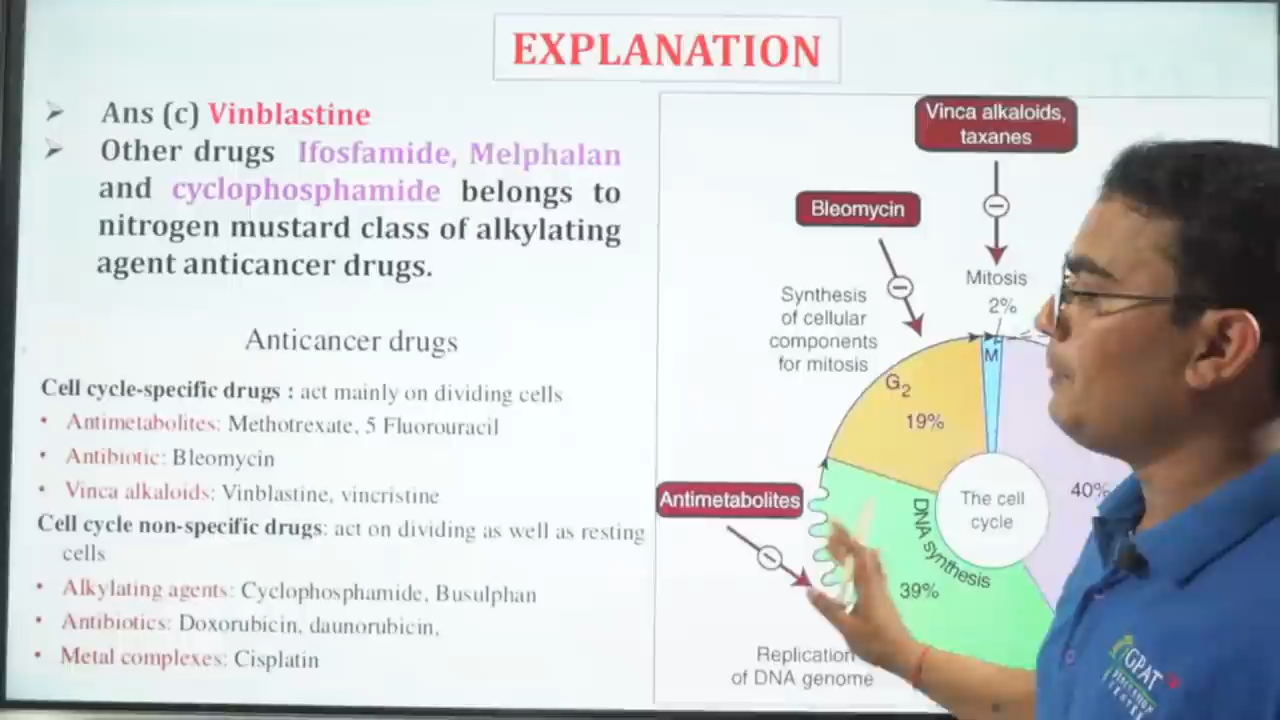 EXPLANATION
➢ Ans (c) Vinblastine
➢ Other drugs Ifosfamide, Melphalan
and cyclophosphamide belongs to
nitrogen mustard class of alkylating
agent anticancer drugs.
Anticancer drugs
Cell cycle-specific drugs : act mainly on dividing cells
• Antimetabolites: Methotrexate, 5 Fluorouracil
• Antibiotic: Bleomycin
• Vinca alkaloids: Vinblastine, vincristine
Cell cycle non-specific drugs: act on dividing as well as resting
cells
• Alkylating agents: Cyclophosphamide, Busulphan
• Antibiotics: Doxorubicin, daunorubicin,
• Metal complexes: Cisplatin
Vinca alkaloids,
taxanes
Bleomycin
Mitosis
2%
Synthesis
of cellular
components
for mitosis
M
G2
19%
40%
Antimetabolites
The cell
cycle
DNA synthesis
39%
Replication
of DNA genome
GPAT
DISCUSSION
CENTER